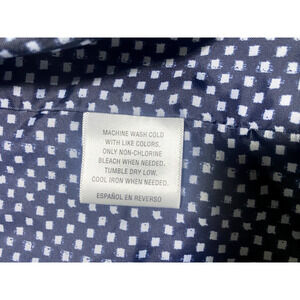 MACHINE WASH COLD
WITH LIKE COLORS.
ONLY NON-CHLORINE
BLEACH WHEN NEEDED.
TUMBLE DRY LOW.
COOL IRON WHEN NEEDED.
ESPAÑOL EN REVERSO